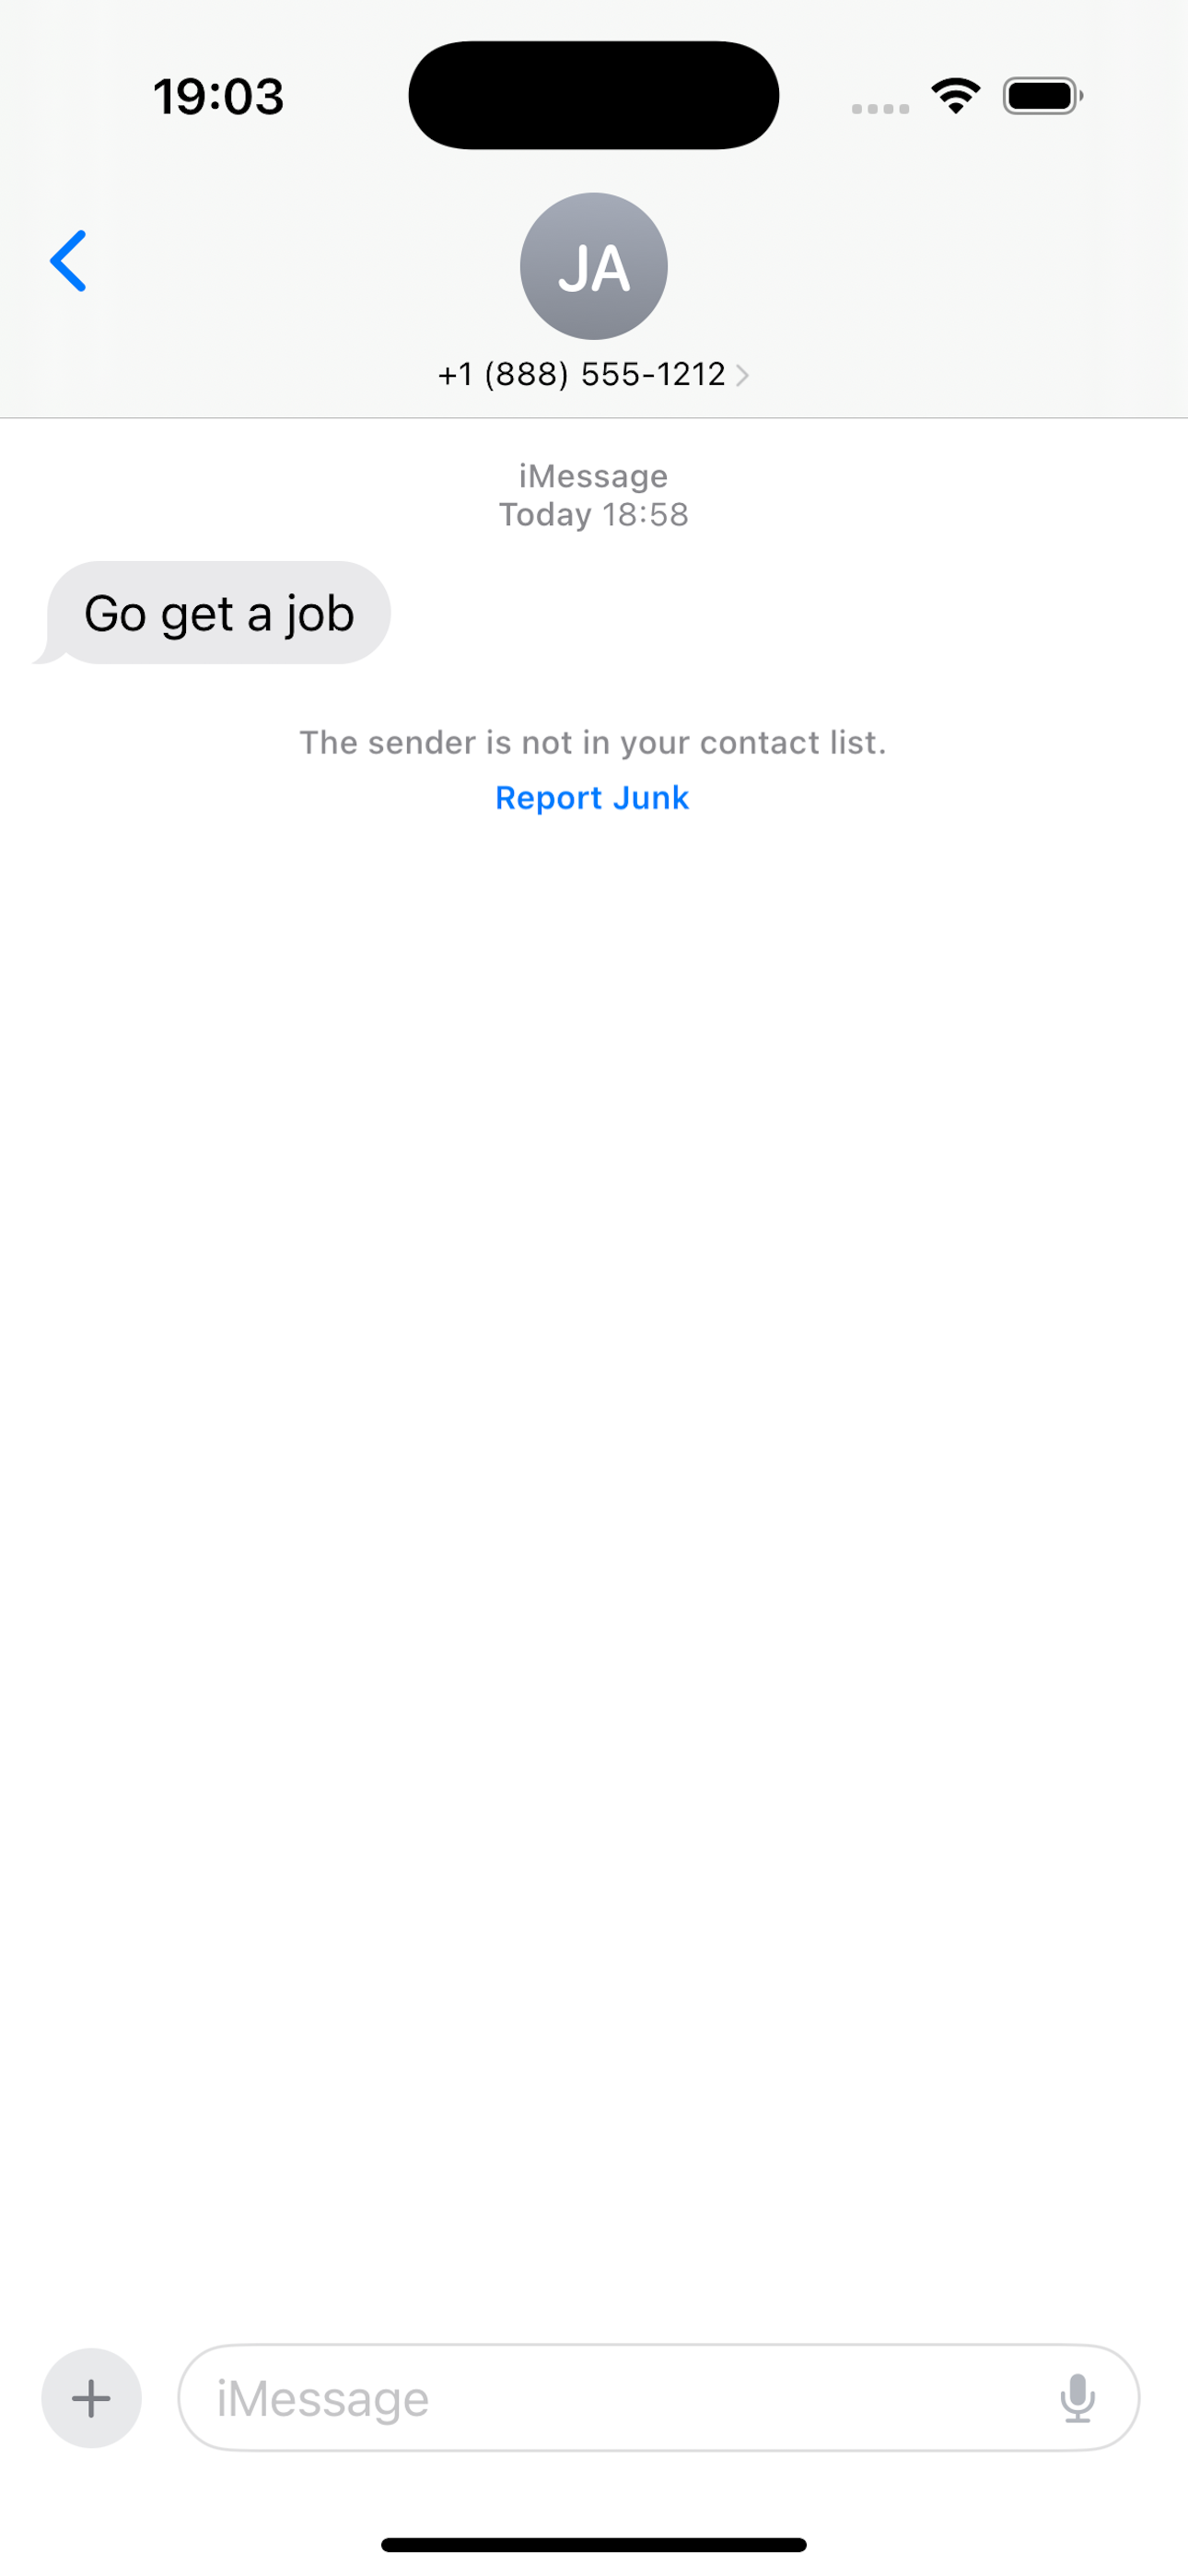 19:03
JA
+1 (888) 555-1212
iMessage
Today 18:58
Go get a job
The sender is not in your contact list.
Report Junk
iMessage